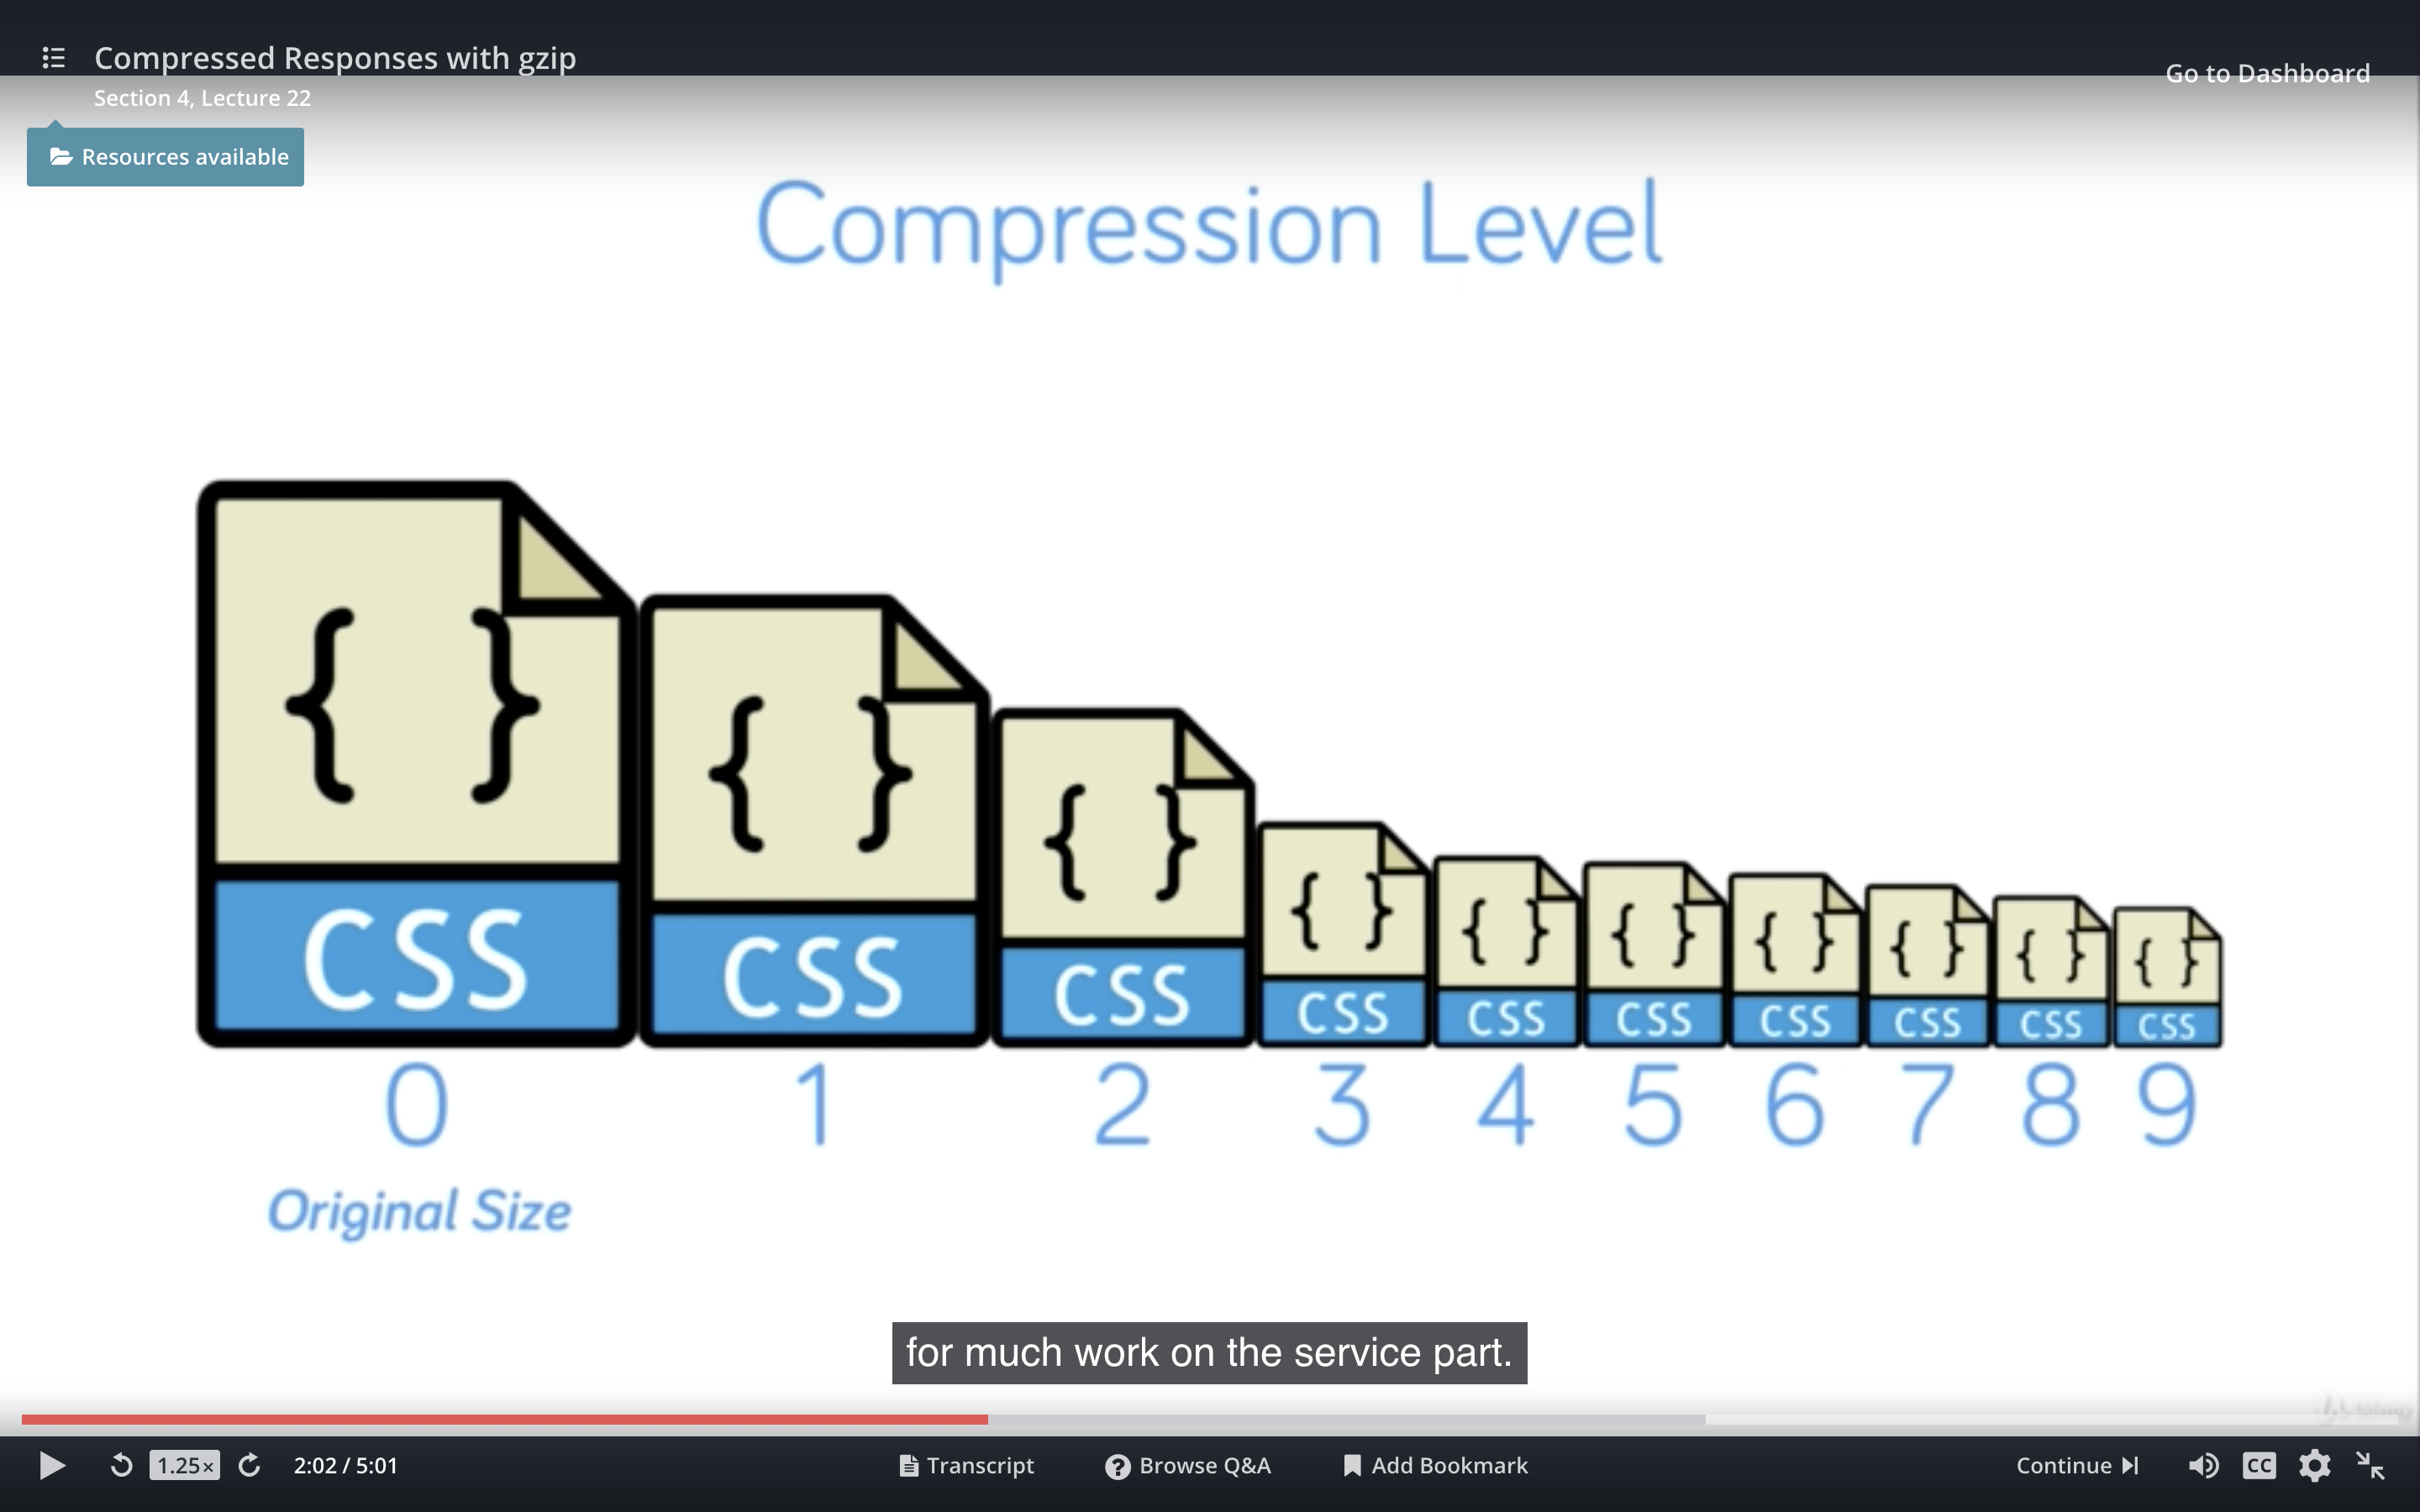 Compressed Responses with gzip
Go to Dashboard
Section 4, Lecture 22
Resources available
Compression Level
{ } { } { } { } { } { } { } { } { } { }
CSS CSS CSS CSS CSS CSS CSS CSS CSS CSS
0 1 2 3 4 5 6 7 8 9
Original Size
for much work on the service part.
1.25× 2:02 / 5:01 Transcript ? Browse Q&A Add Bookmark Continue CC